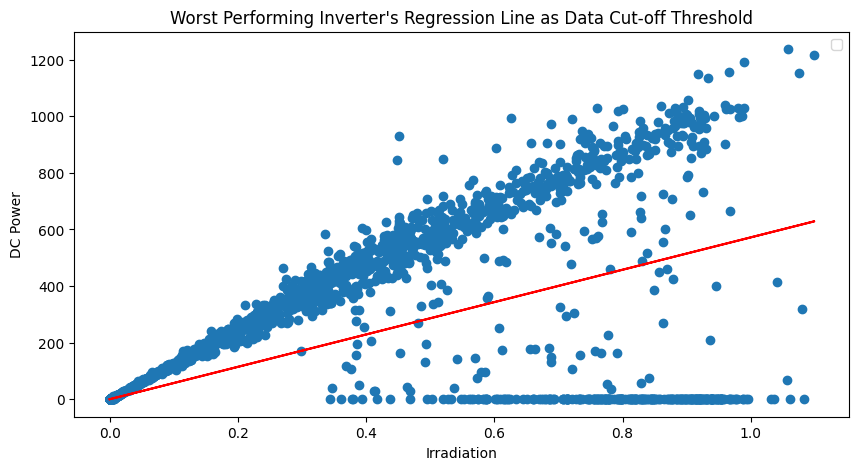 Worst Performing Inverter's Regression Line as Data Cut-off Threshold
1200
1000
800
600
400
200
0
DC Power
0.0 0.2 0.4 0.6 0.8 1.0
Irradiation